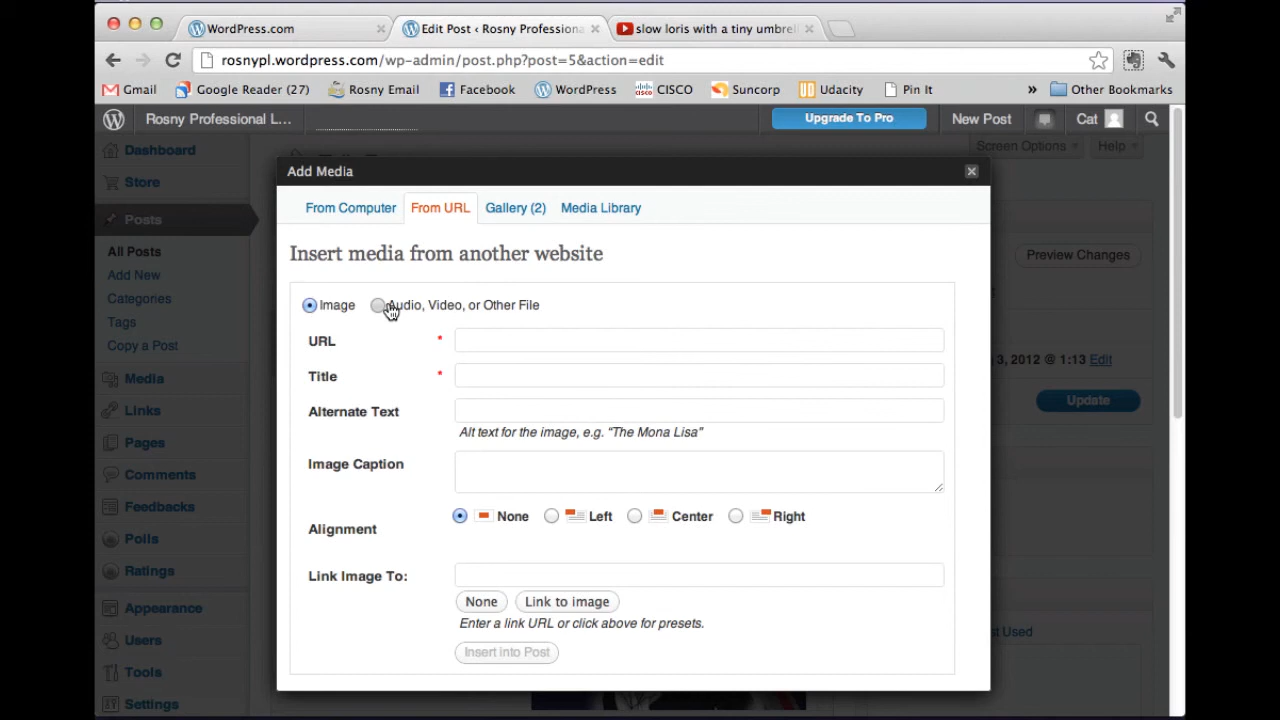 WordPress.com
Edit Post ‹ Rosny Professiona
slow loris with a tiny umbrel
rosnypl.wordpress.com/wp-admin/post.php?post=5&action=edit
Gmail
Google Reader (27)
Rosny Email
Facebook
WordPress
CISCO
Suncorp
Udacity
Pin It
»
Other Bookmarks
Rosny Professional L...
Upgrade To Pro
New Post
Cat
Dashboard
Store
Posts
All Posts
Add New
Categories
Tags
Copy a Post
Media
Links
Pages
Comments
Feedbacks
Polls
Ratings
Appearance
Users
Tools
Settings
Screen Options
Help
Add Media
From Computer
From URL
Gallery (2)
Media Library
Insert media from another website
Image
Audio, Video, or Other File
URL *
Title *
Alternate Text
Alt text for the image, e.g. “The Mona Lisa”
Image Caption
Alignment
None
Left
Center
Right
Link Image To:
None
Link to image
Enter a link URL or click above for presets.
Insert into Post
Preview Changes
3, 2012 @ 1:13 Edit
Update
st Used